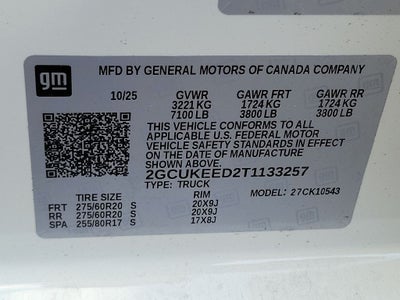 gm
MFD BY GENERAL MOTORS OF CANADA COMPANY
10/25 GVWR GAWR FRT GAWR RR
3221 KG 1724 KG 1724 KG
7100 LB 3800 LB 3800 LB
THIS VEHICLE CONFORMS TO ALL
APPLICABLE U.S. FEDERAL MOTOR
VEHICLE SAFETY STANDARDS IN EFFECT
ON THE DATE OF MANUFACTURE
SHOWN ABOVE.
2GCUKEED2T1133257
TYPE: TRUCK MODEL: 27CK10543
TIRE SIZE RIM
FRT 275/60R20 S 20X9J
RR 275/60R20 S 20X9J
SPA 255/80R17 S 17X8J